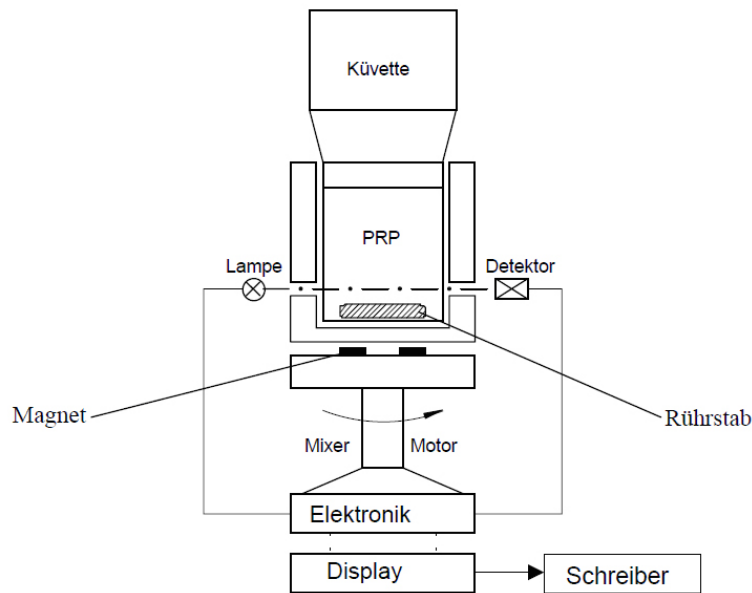 Küvette
PRP
Lampe
Detektor
Magnet
Rührstab
Mixer Motor
Elektronik
Display
Schreiber